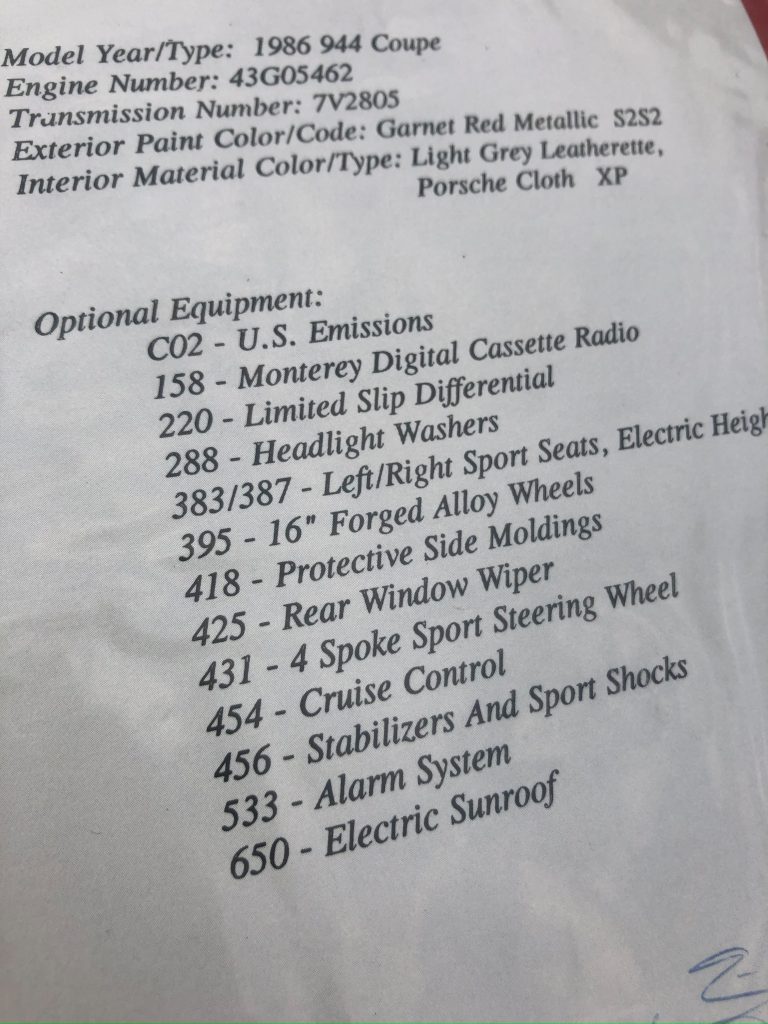 Model Year/Type: 1986 944 Coupe
Engine Number: 43G05462
Transmission Number: 7V2805
Exterior Paint Color/Code: Garnet Red Metallic S2S2
Interior Material Color/Type: Light Grey Leatherette,
Porsche Cloth XP
Optional Equipment:
C02 - U.S. Emissions
158 - Monterey Digital Cassette Radio
220 - Limited Slip Differential
288 - Headlight Washers
383/387 - Left/Right Sport Seats, Electric Heigh
395 - 16" Forged Alloy Wheels
418 - Protective Side Moldings
425 - Rear Window Wiper
431 - 4 Spoke Sport Steering Wheel
454 - Cruise Control
456 - Stabilizers And Sport Shocks
533 - Alarm System
650 - Electric Sunroof